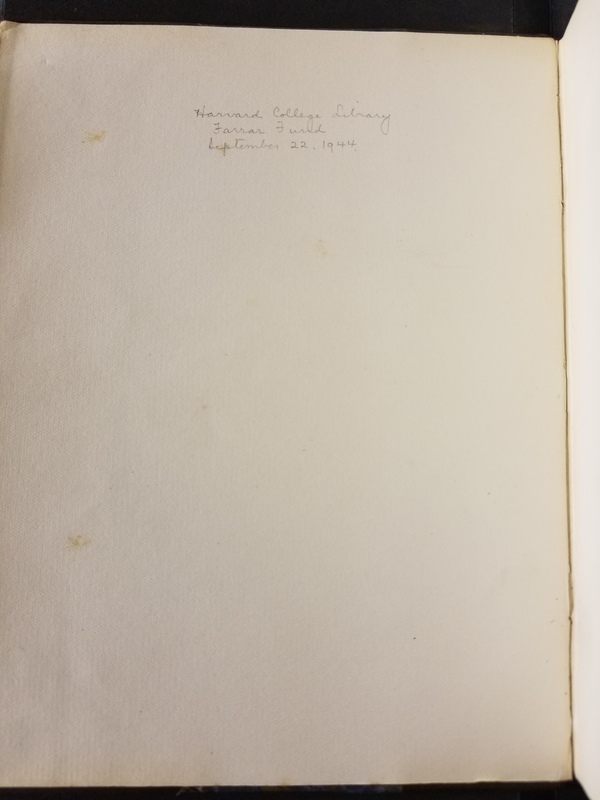 Harvard College Library
Farrar Fund
September 22, 1944